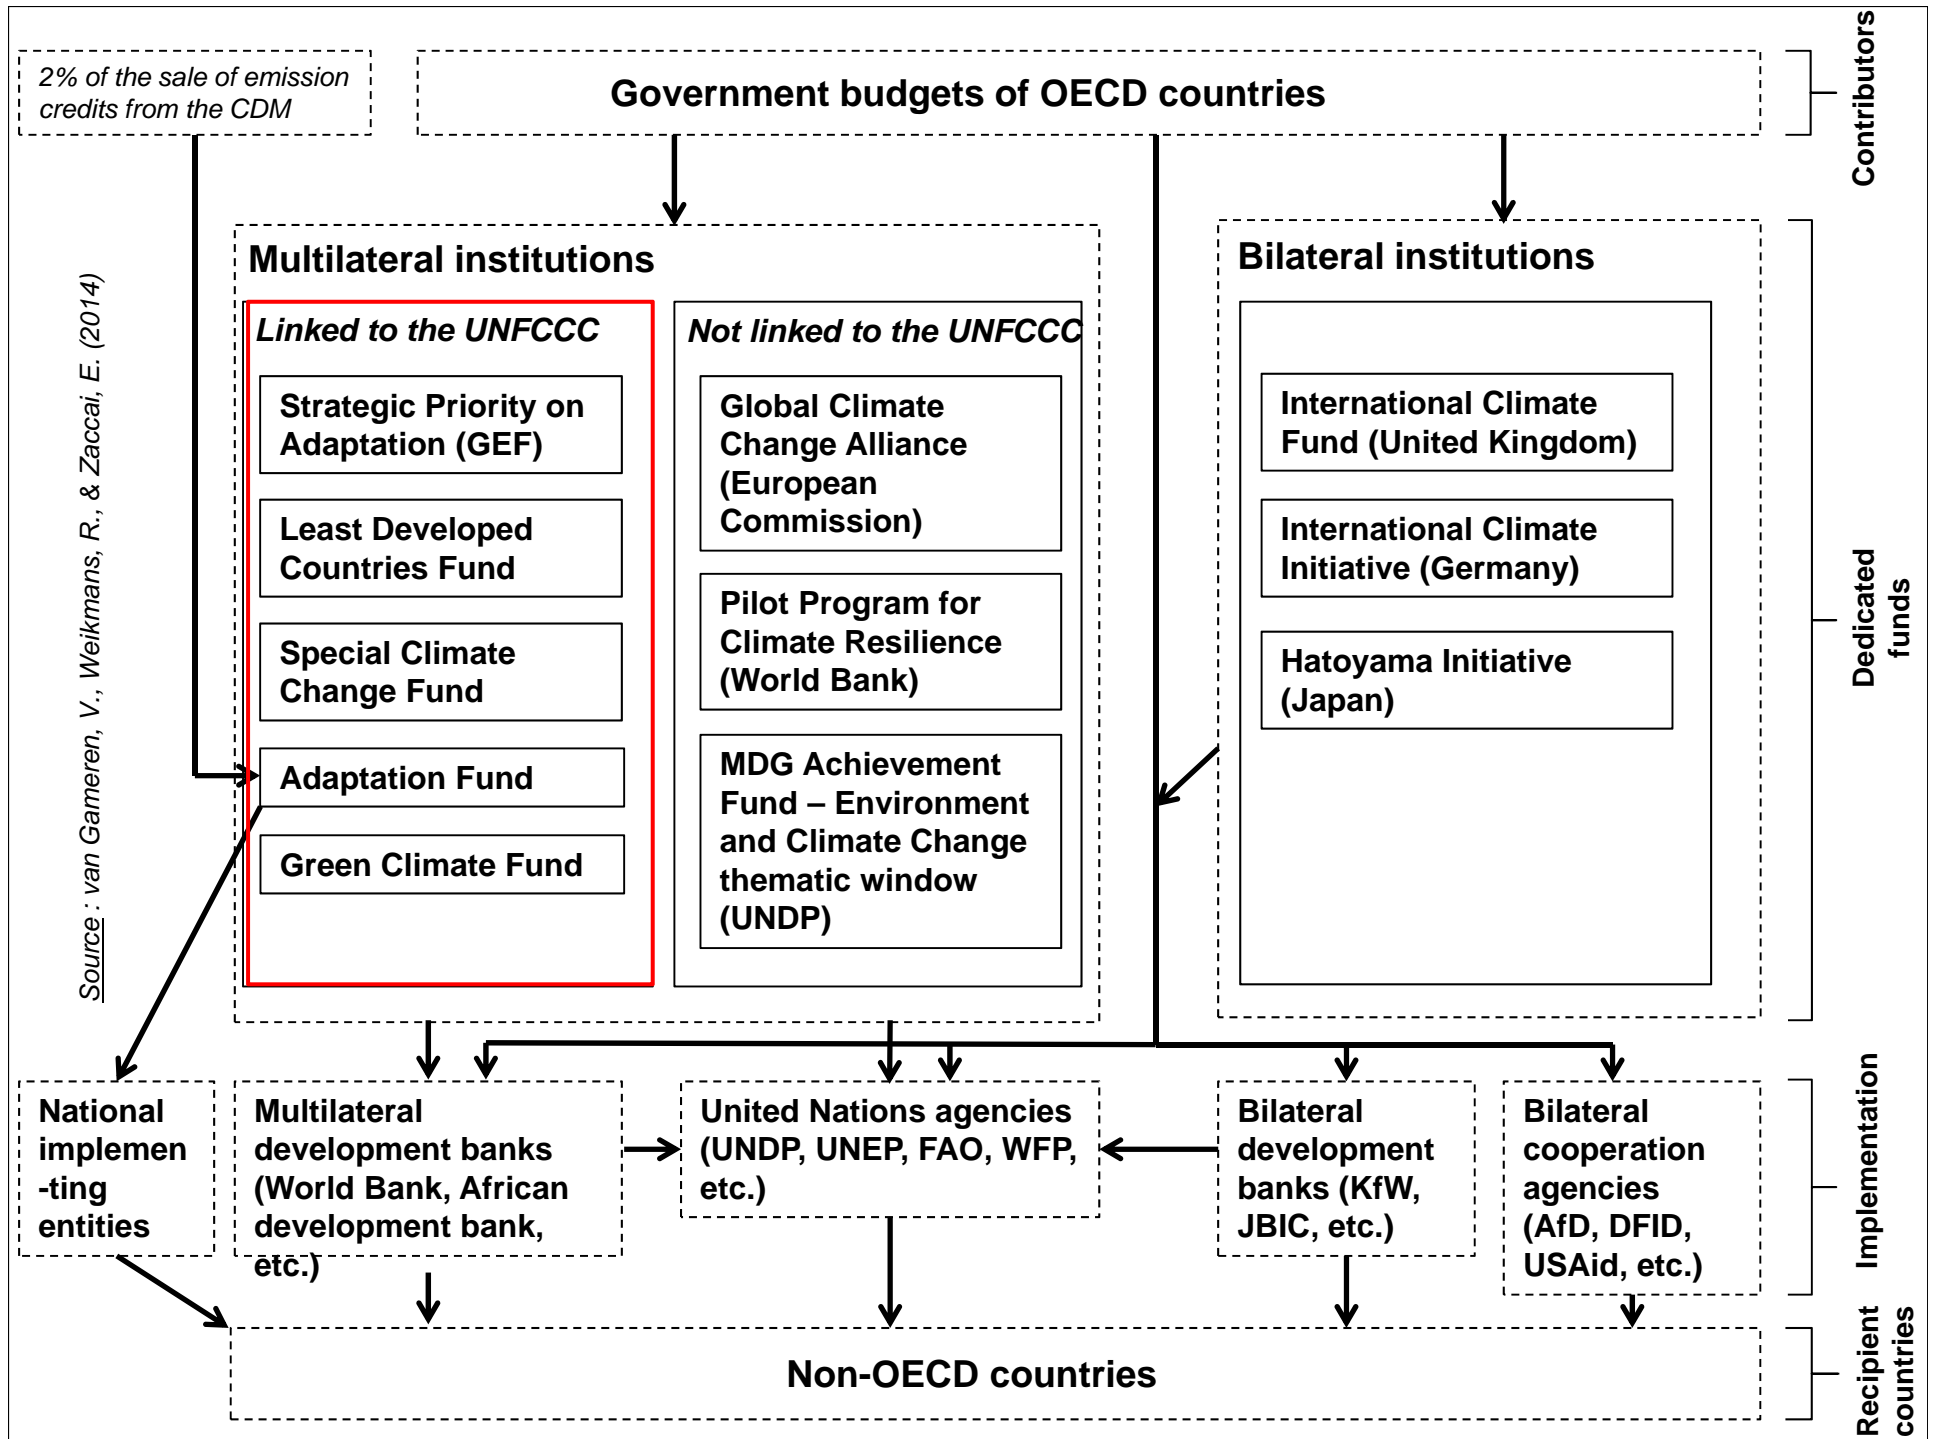 2% of the sale of emission
credits from the CDM
Government budgets of OECD countries
Contributors
Multilateral institutions
Linked to the UNFCCC
Strategic Priority on
Adaptation (GEF)
Least Developed
Countries Fund
Special Climate
Change Fund
Adaptation Fund
Green Climate Fund
Not linked to the UNFCCC
Global Climate
Change Alliance
(European
Commission)
Pilot Program for
Climate Resilience
(World Bank)
MDG Achievement
Fund – Environment
and Climate Change
thematic window
(UNDP)
Bilateral institutions
International Climate
Fund (United Kingdom)
International Climate
Initiative (Germany)
Hatoyama Initiative
(Japan)
Dedicated
funds
Source : van Gameren, V., Weikmans, R., & Zaccai, E. (2014)
National
implemen
-ting
entities
Multilateral
development banks
(World Bank, African
development bank,
etc.)
United Nations agencies
(UNDP, UNEP, FAO, WFP,
etc.)
Bilateral
development
banks (KfW,
JBIC, etc.)
Bilateral
cooperation
agencies
(AfD, DFID,
USAid, etc.)
Implementation
Non-OECD countries
Recipient
countries